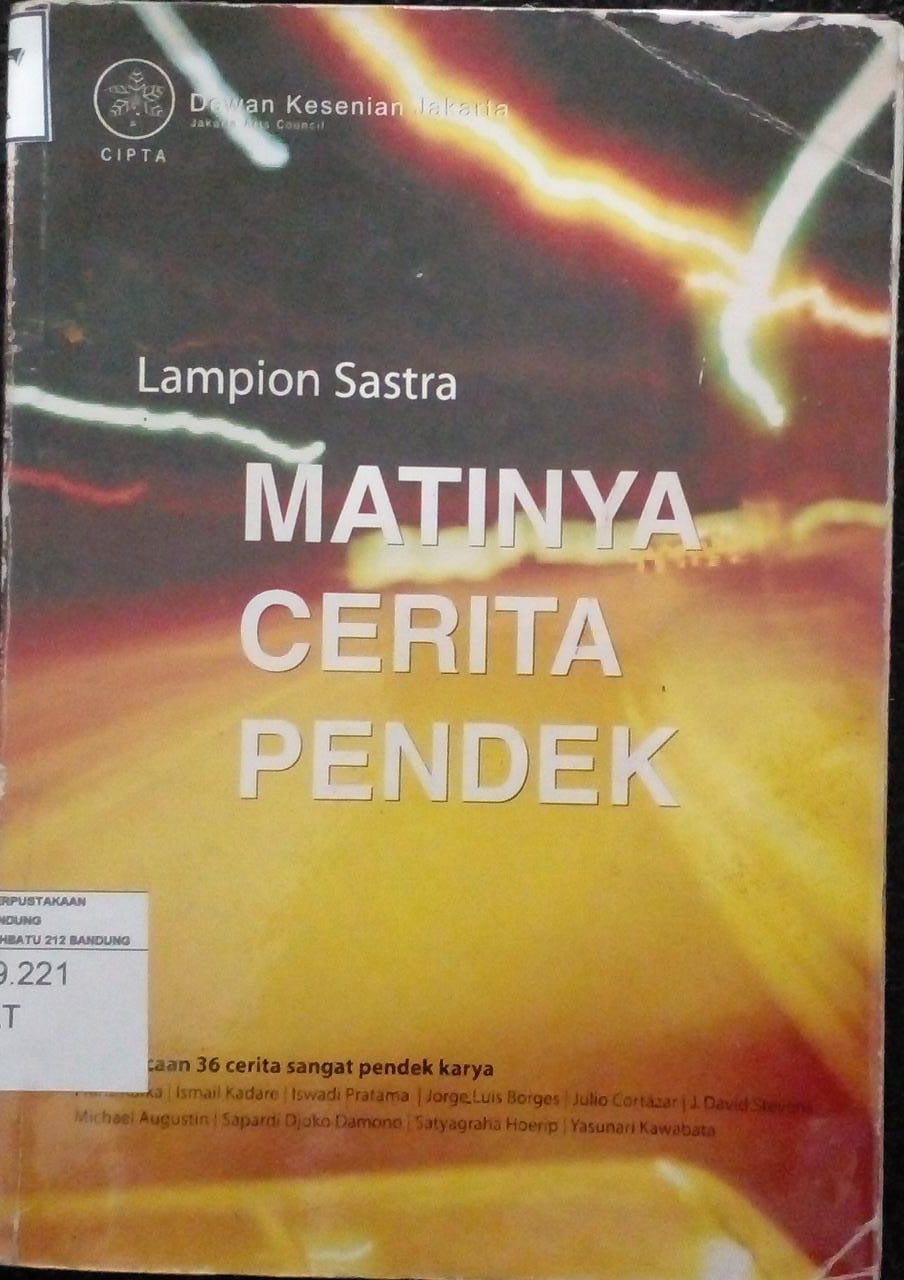 Dewan Kesenian Jakarta
Jakarta Arts Council
CIPTA
Lampion Sastra
MATINYA
CERITA
PENDEK
ERPUSTAKAAN
NDUNG
HBATU 212 BANDUNG
9.221
T
caan 36 cerita sangat pendek karya
Franz Kafka | Ismail Kadare | Iswadi Pratama | Jorge Luis Borges | Julio Cortázar | J. David Stevens
Michael Augustin | Sapardi Djoko Damono | Satyagraha Hoerip | Yasunari Kawabata